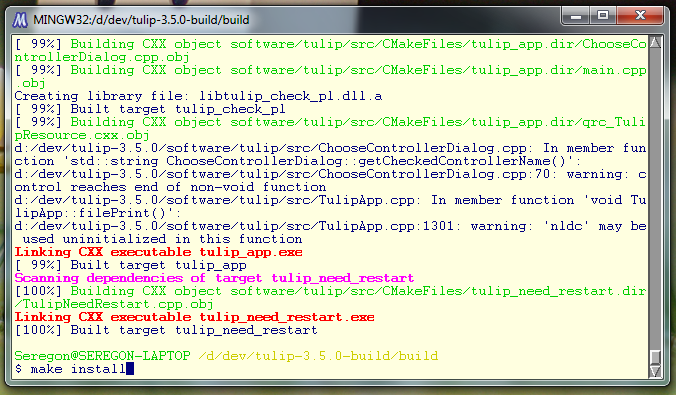 MINGW32:/d/dev/tulip-3.5.0-build/build
[ 99%] Building CXX object software/tulip/src/CMakeFiles/tulip_app.dir/ChooseCo
ntrollerDialog.cpp.obj
[ 99%] Building CXX object software/tulip/src/CMakeFiles/tulip_app.dir/main.cpp
.obj
Creating library file: libtulip_check_pl.dll.a
[ 99%] Built target tulip_check_pl
[ 99%] Building CXX object software/tulip/src/CMakeFiles/tulip_app.dir/qrc_Tuli
pResource.cxx.obj
d:/dev/tulip-3.5.0/software/tulip/src/ChooseControllerDialog.cpp: In member fun
ction 'std::string ChooseControllerDialog::getCheckedControllerName()':
d:/dev/tulip-3.5.0/software/tulip/src/ChooseControllerDialog.cpp:70: warning: c
ontrol reaches end of non-void function
d:/dev/tulip-3.5.0/software/tulip/src/TulipApp.cpp: In member function 'void Tu
lipApp::filePrint()':
d:/dev/tulip-3.5.0/software/tulip/src/TulipApp.cpp:1301: warning: 'nldc' may be
 used uninitialized in this function
Linking CXX executable tulip_app.exe
[ 99%] Built target tulip_app
Scanning dependencies of target tulip_need_restart
[100%] Building CXX object software/tulip/src/CMakeFiles/tulip_need_restart.dir
/TulipNeedRestart.cpp.obj
Linking CXX executable tulip_need_restart.exe
[100%] Built target tulip_need_restart
Seregon@SEREGON-LAPTOP /d/dev/tulip-3.5.0-build/build
$ make install